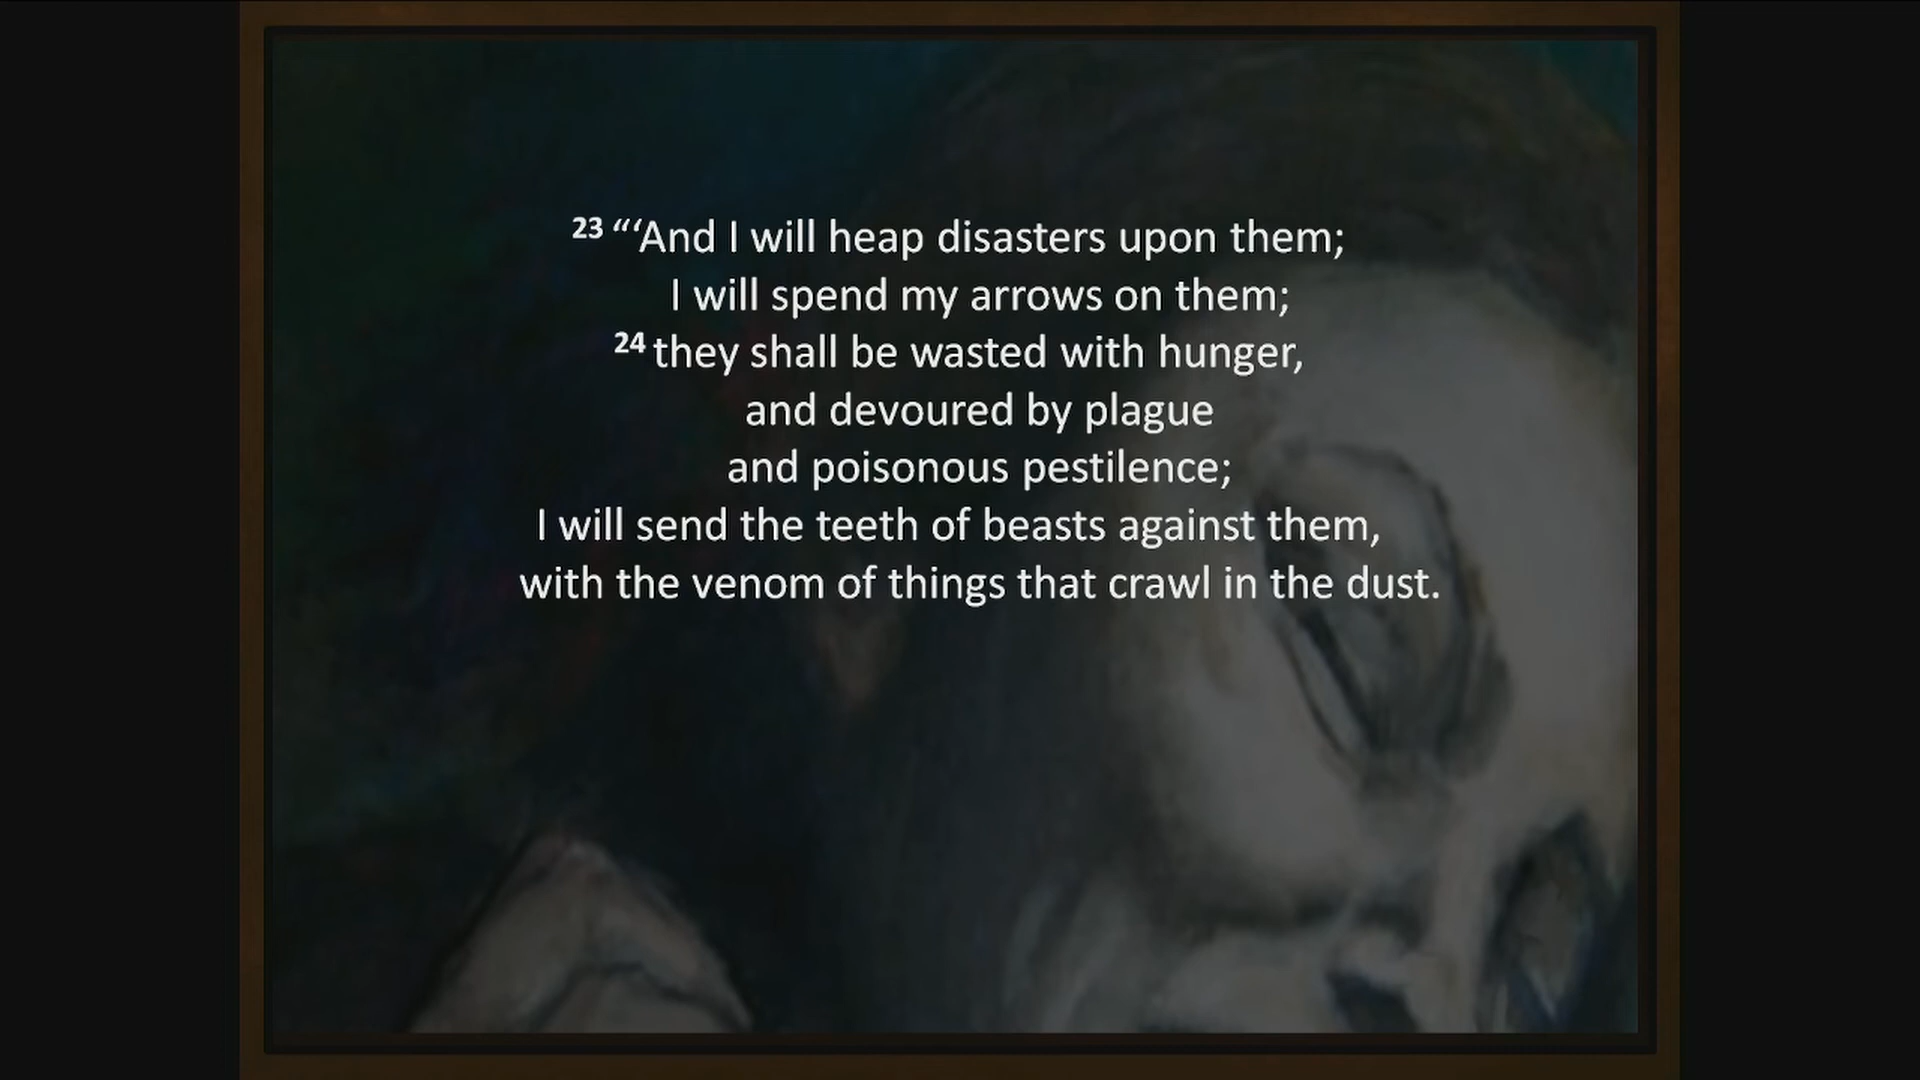 23 “‘And I will heap disasters upon them;
I will spend my arrows on them;
24 they shall be wasted with hunger,
and devoured by plague
and poisonous pestilence;
I will send the teeth of beasts against them,
with the venom of things that crawl in the dust.